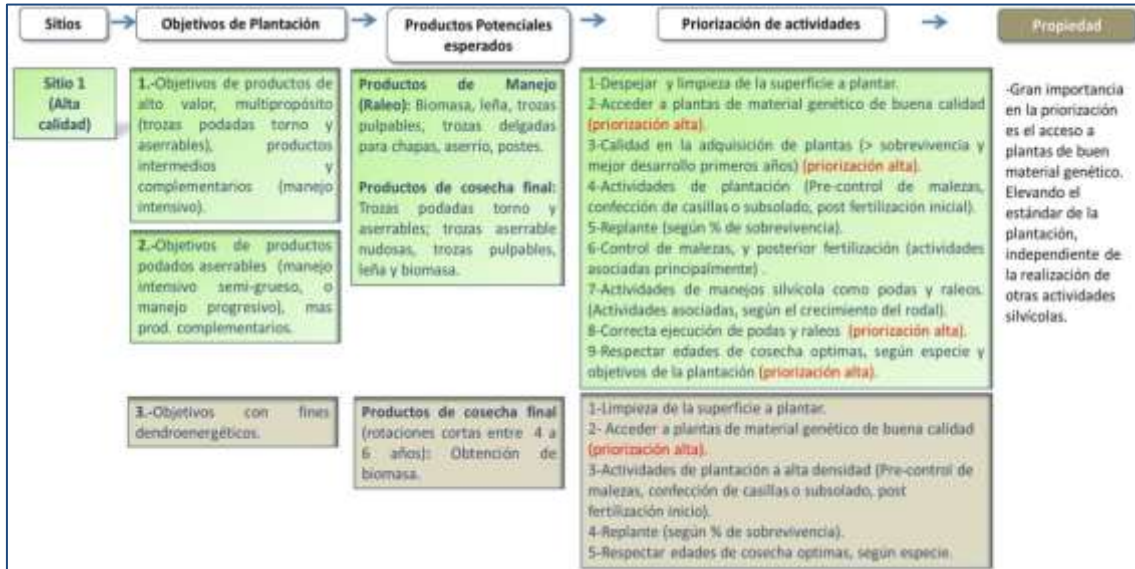 Sitios
Objetivos de Plantación
Productos Potenciales
esperados
Priorización de actividades
Propiedad
Sitio 1
(Alta
calidad)
1.-Objetivos de productos de
alto valor, multipropósito
(trozas podadas torno y
aserrables), productos
intermedios y
complementarios (manejo
intensivo).
2.-Objetivos de productos
podados aserrables (manejo
intensivo semi-grueso, o
manejo progresivo), mas
prod. complementarios.
Productos de Manejo
(Raleo): Biomasa, leña, trozas
pulpables, trozas delgadas
para chapas, aserrio, postes.
Productos de cosecha final:
Trozas podadas torno y
aserrables; trozas aserrable
nudosas, trozas pulpables,
leña y biomasa.
1-Despejar y limpieza de la superficie a plantar.
2-Acceder a plantas de material genético de buena calidad
(priorización alta).
3-Calidad en la adquisición de plantas (> sobrevivencia y
mejor desarrollo primeros años) (priorización alta).
4-Actividades de plantación (Pre-control de malezas,
confección de casillas o subsolado, post fertilización inicial).
5-Replante (según % de sobrevivencia).
6-Control de malezas, y posterior fertilización (actividades
asociadas principalmente) .
7-Actividades de manejos silvícola como podas y raleos.
(Actividades asociadas, según el crecimiento del rodal).
8-Correcta ejecución de podas y raleos (priorización alta).
9-Respectar edades de cosecha optimas, según especie y
objetivos de la plantación (priorización alta).
-Gran importancia
en la priorización
es el acceso a
plantas de buen
material genético.
Elevando el
estándar de la
plantación,
independiente de
la realización de
otras actividades
silvícolas.
3.-Objetivos con fines
dendroenergéticos.
Productos de cosecha final
(rotaciones cortas entre 4 a
6 años): Obtención de
biomasa.
1-Limpieza de la superficie a plantar.
2- Acceder a plantas de material genético de buena calidad
(priorización alta).
3-Actividades de plantación a alta densidad (Pre-control de
malezas, confección de casillas o subsolado, post
fertilización inicio).
4-Replante (según % de sobrevivencia).
5-Respectar edades de cosecha optimas, según especie.